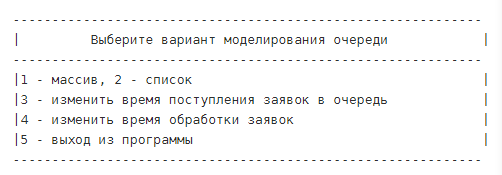 ------------------------------------------------------------
|         Выберите вариант моделирования очереди            |
------------------------------------------------------------
|1 - массив, 2 - список                                     |
|3 - изменить время поступления заявок в очередь            |
|4 - изменить время обработки заявок                        |
|5 - выход из программы                                     |
------------------------------------------------------------